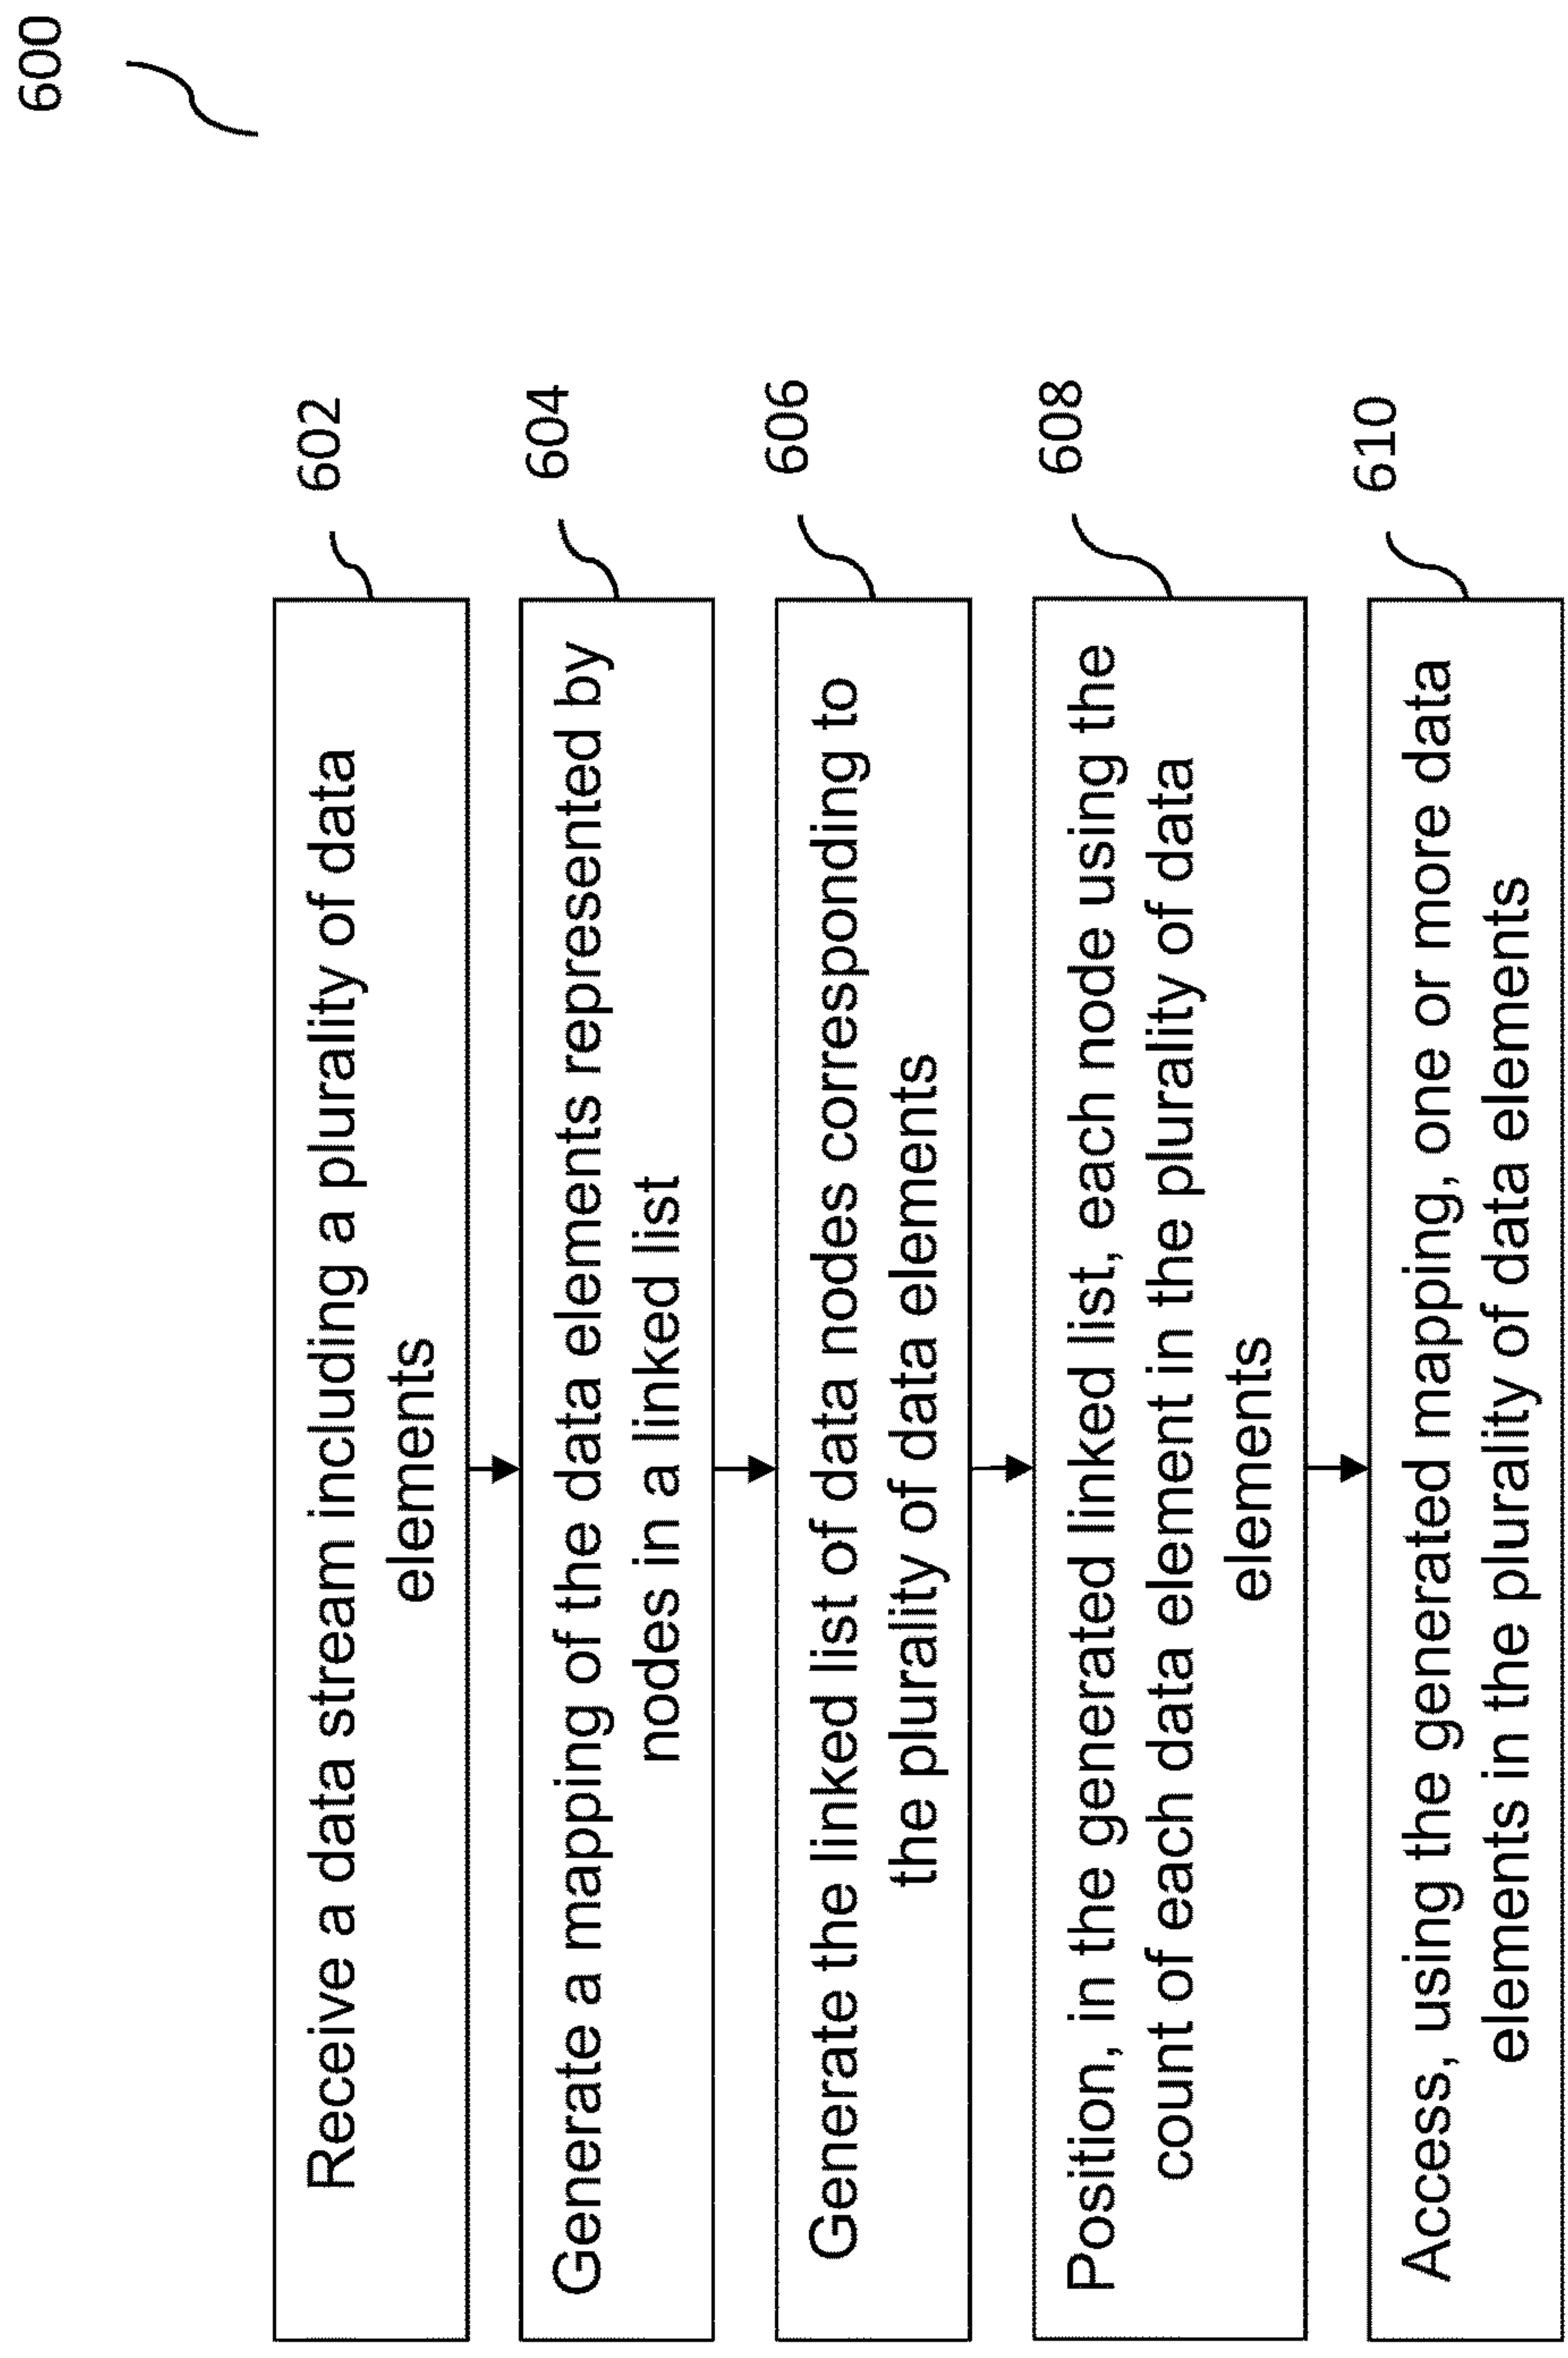 600
602
Receive a data stream including a plurality of data
elements
604
Generate a mapping of the data elements represented by
nodes in a linked list
606
Generate the linked list of data nodes corresponding to
the plurality of data elements
608
Position, in the generated linked list, each node using the
count of each data element in the plurality of data
elements
610
Access, using the generated mapping, one or more data
elements in the plurality of data elements